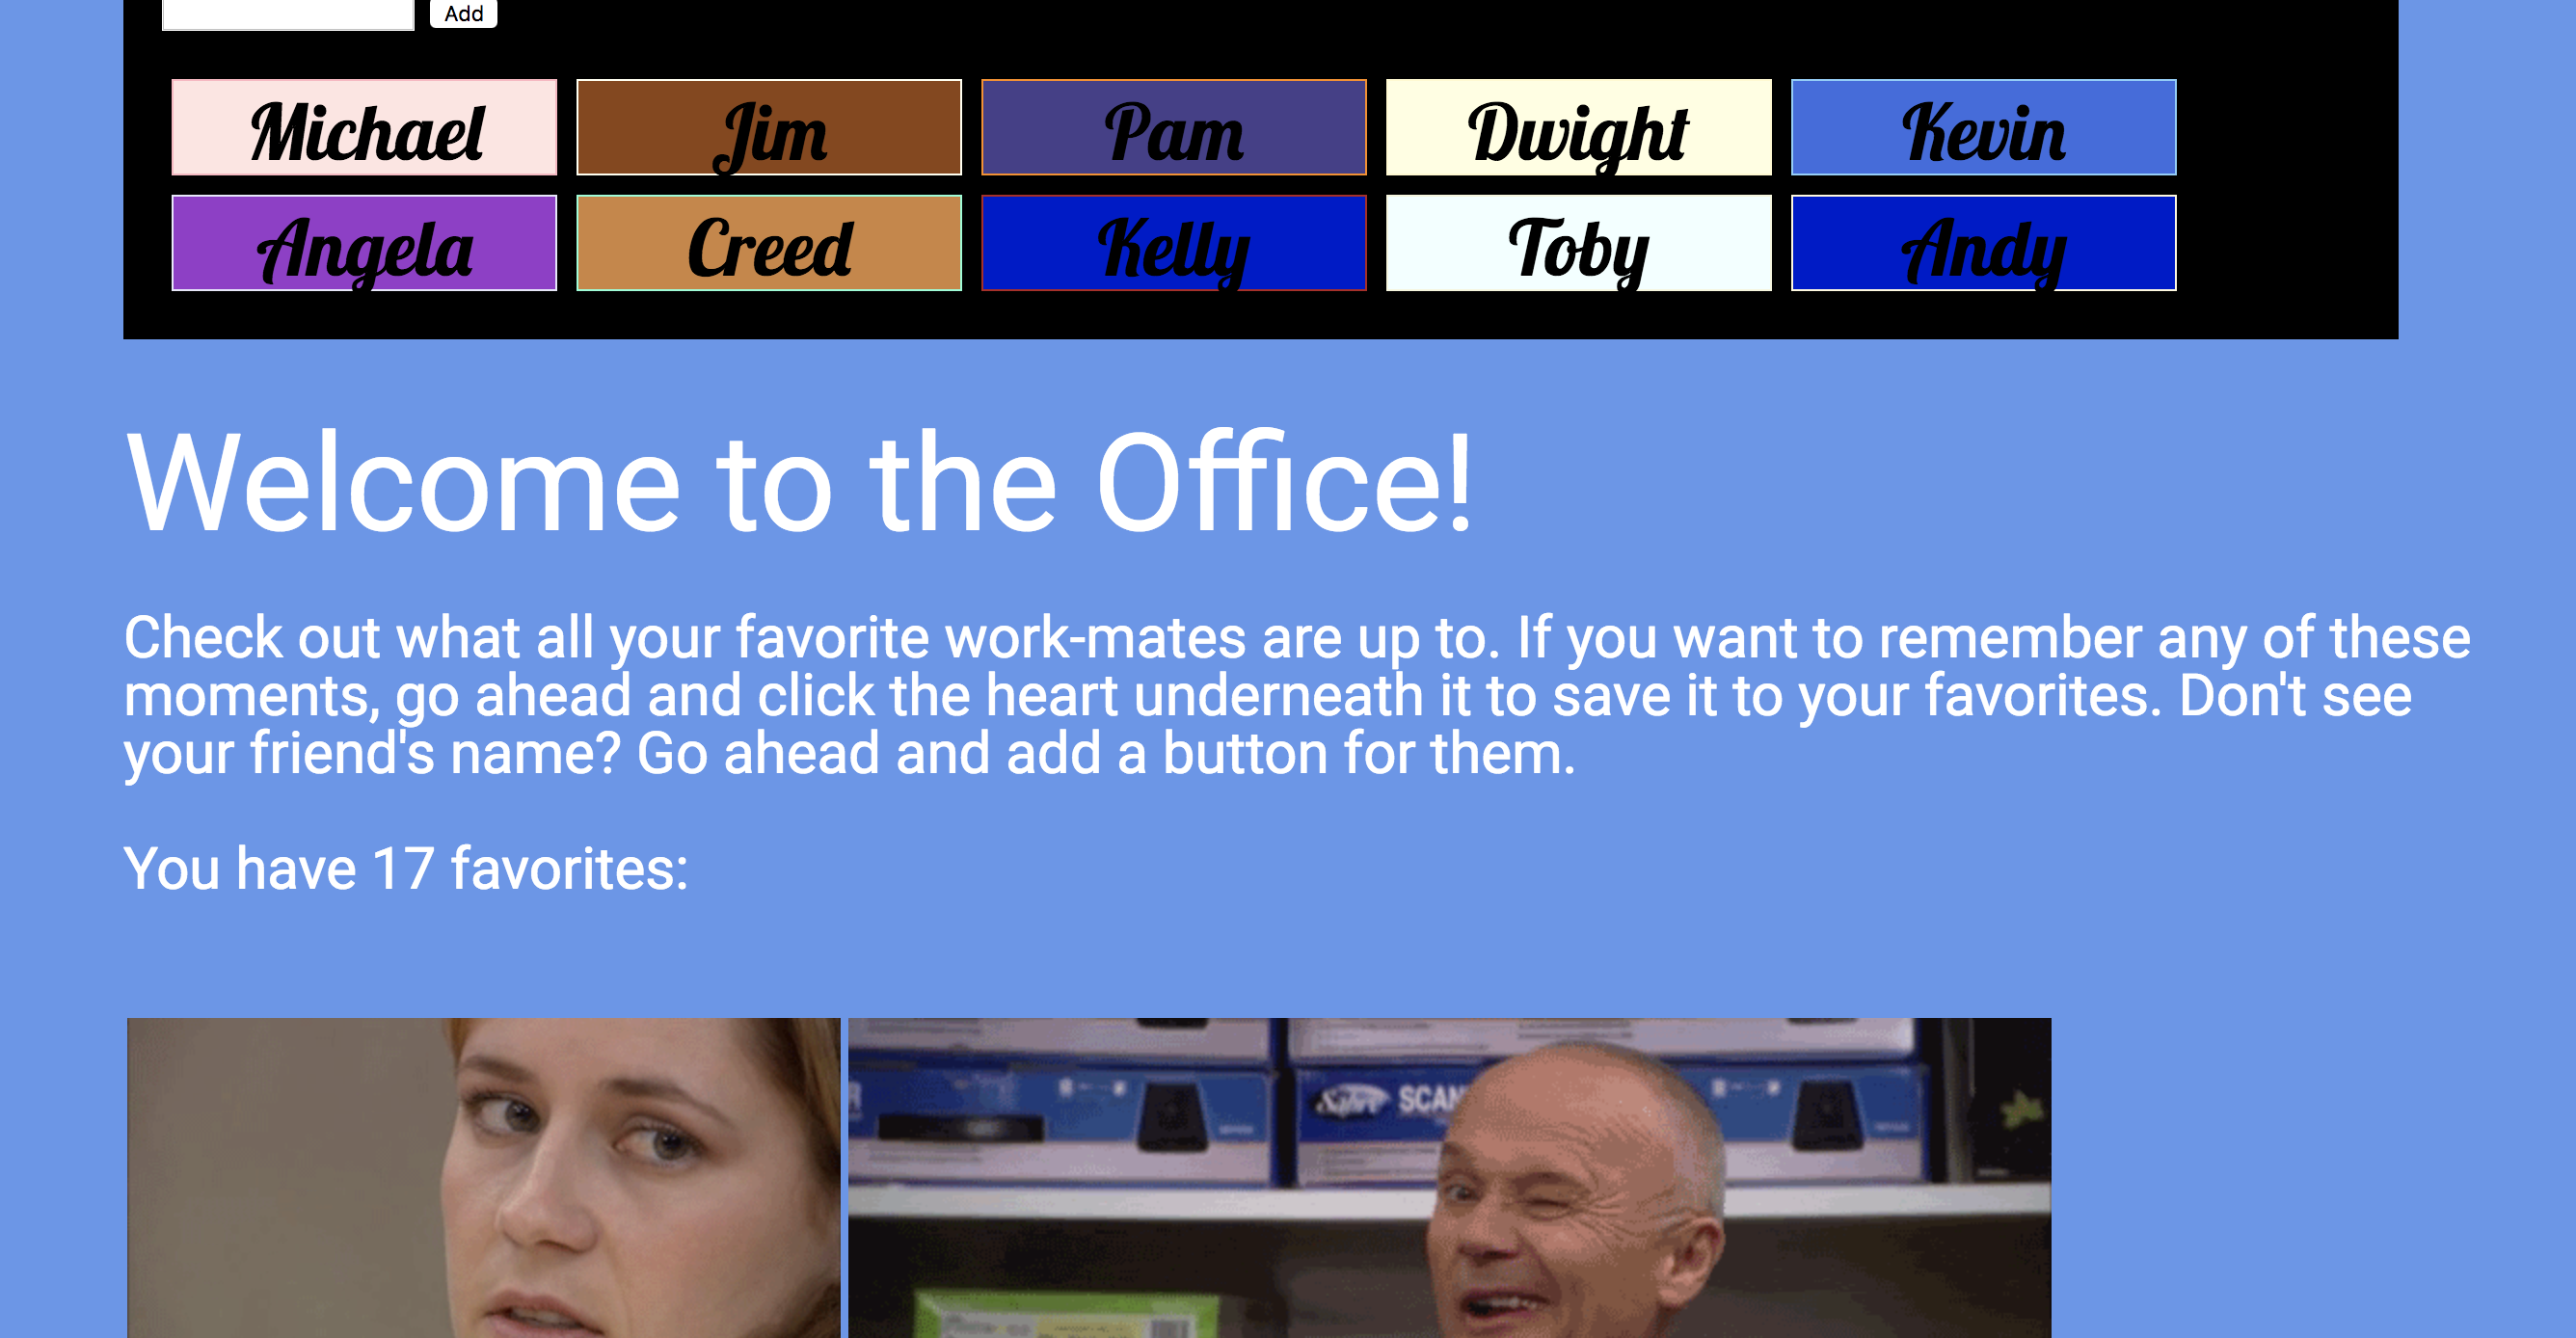 Add
Michael Jim Pam Dwight Kevin
Angela Creed Kelly Toby Andy
Welcome to the Office!
Check out what all your favorite work-mates are up to. If you want to remember any of these
moments, go ahead and click the heart underneath it to save it to your favorites. Don't see
your friend's name? Go ahead and add a button for them.
You have 17 favorites:
Sabre SCAN